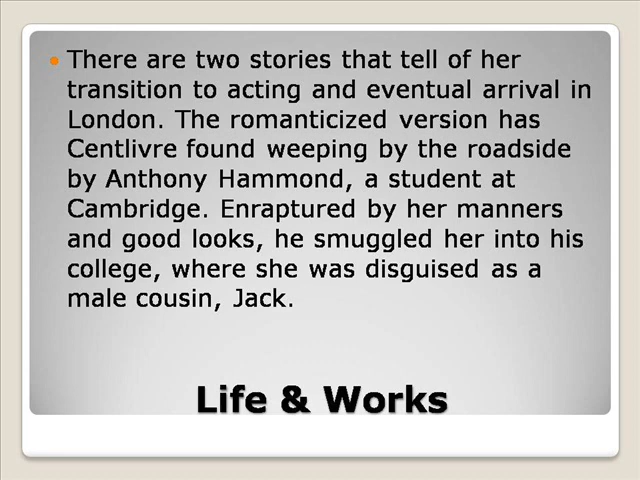 There are two stories that tell of her
transition to acting and eventual arrival in
London. The romanticized version has
Centlivre found weeping by the roadside
by Anthony Hammond, a student at
Cambridge. Enraptured by her manners
and good looks, he smuggled her into his
college, where she was disguised as a
male cousin, Jack.
Life & Works